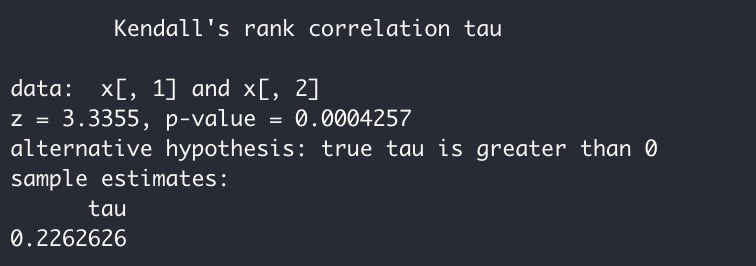 Kendall's rank correlation tau
data:  x[, 1] and x[, 2]
z = 3.3355, p-value = 0.0004257
alternative hypothesis: true tau is greater than 0
sample estimates:
tau
0.2262626